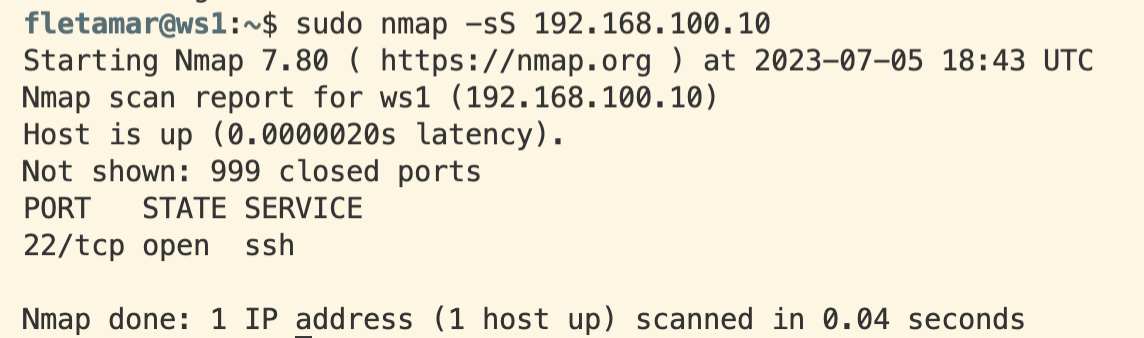 fletamar@ws1:~$ sudo nmap -sS 192.168.100.10
Starting Nmap 7.80 ( https://nmap.org ) at 2023-07-05 18:43 UTC
Nmap scan report for ws1 (192.168.100.10)
Host is up (0.0000020s latency).
Not shown: 999 closed ports
PORT   STATE SERVICE
22/tcp open  ssh

Nmap done: 1 IP address (1 host up) scanned in 0.04 seconds